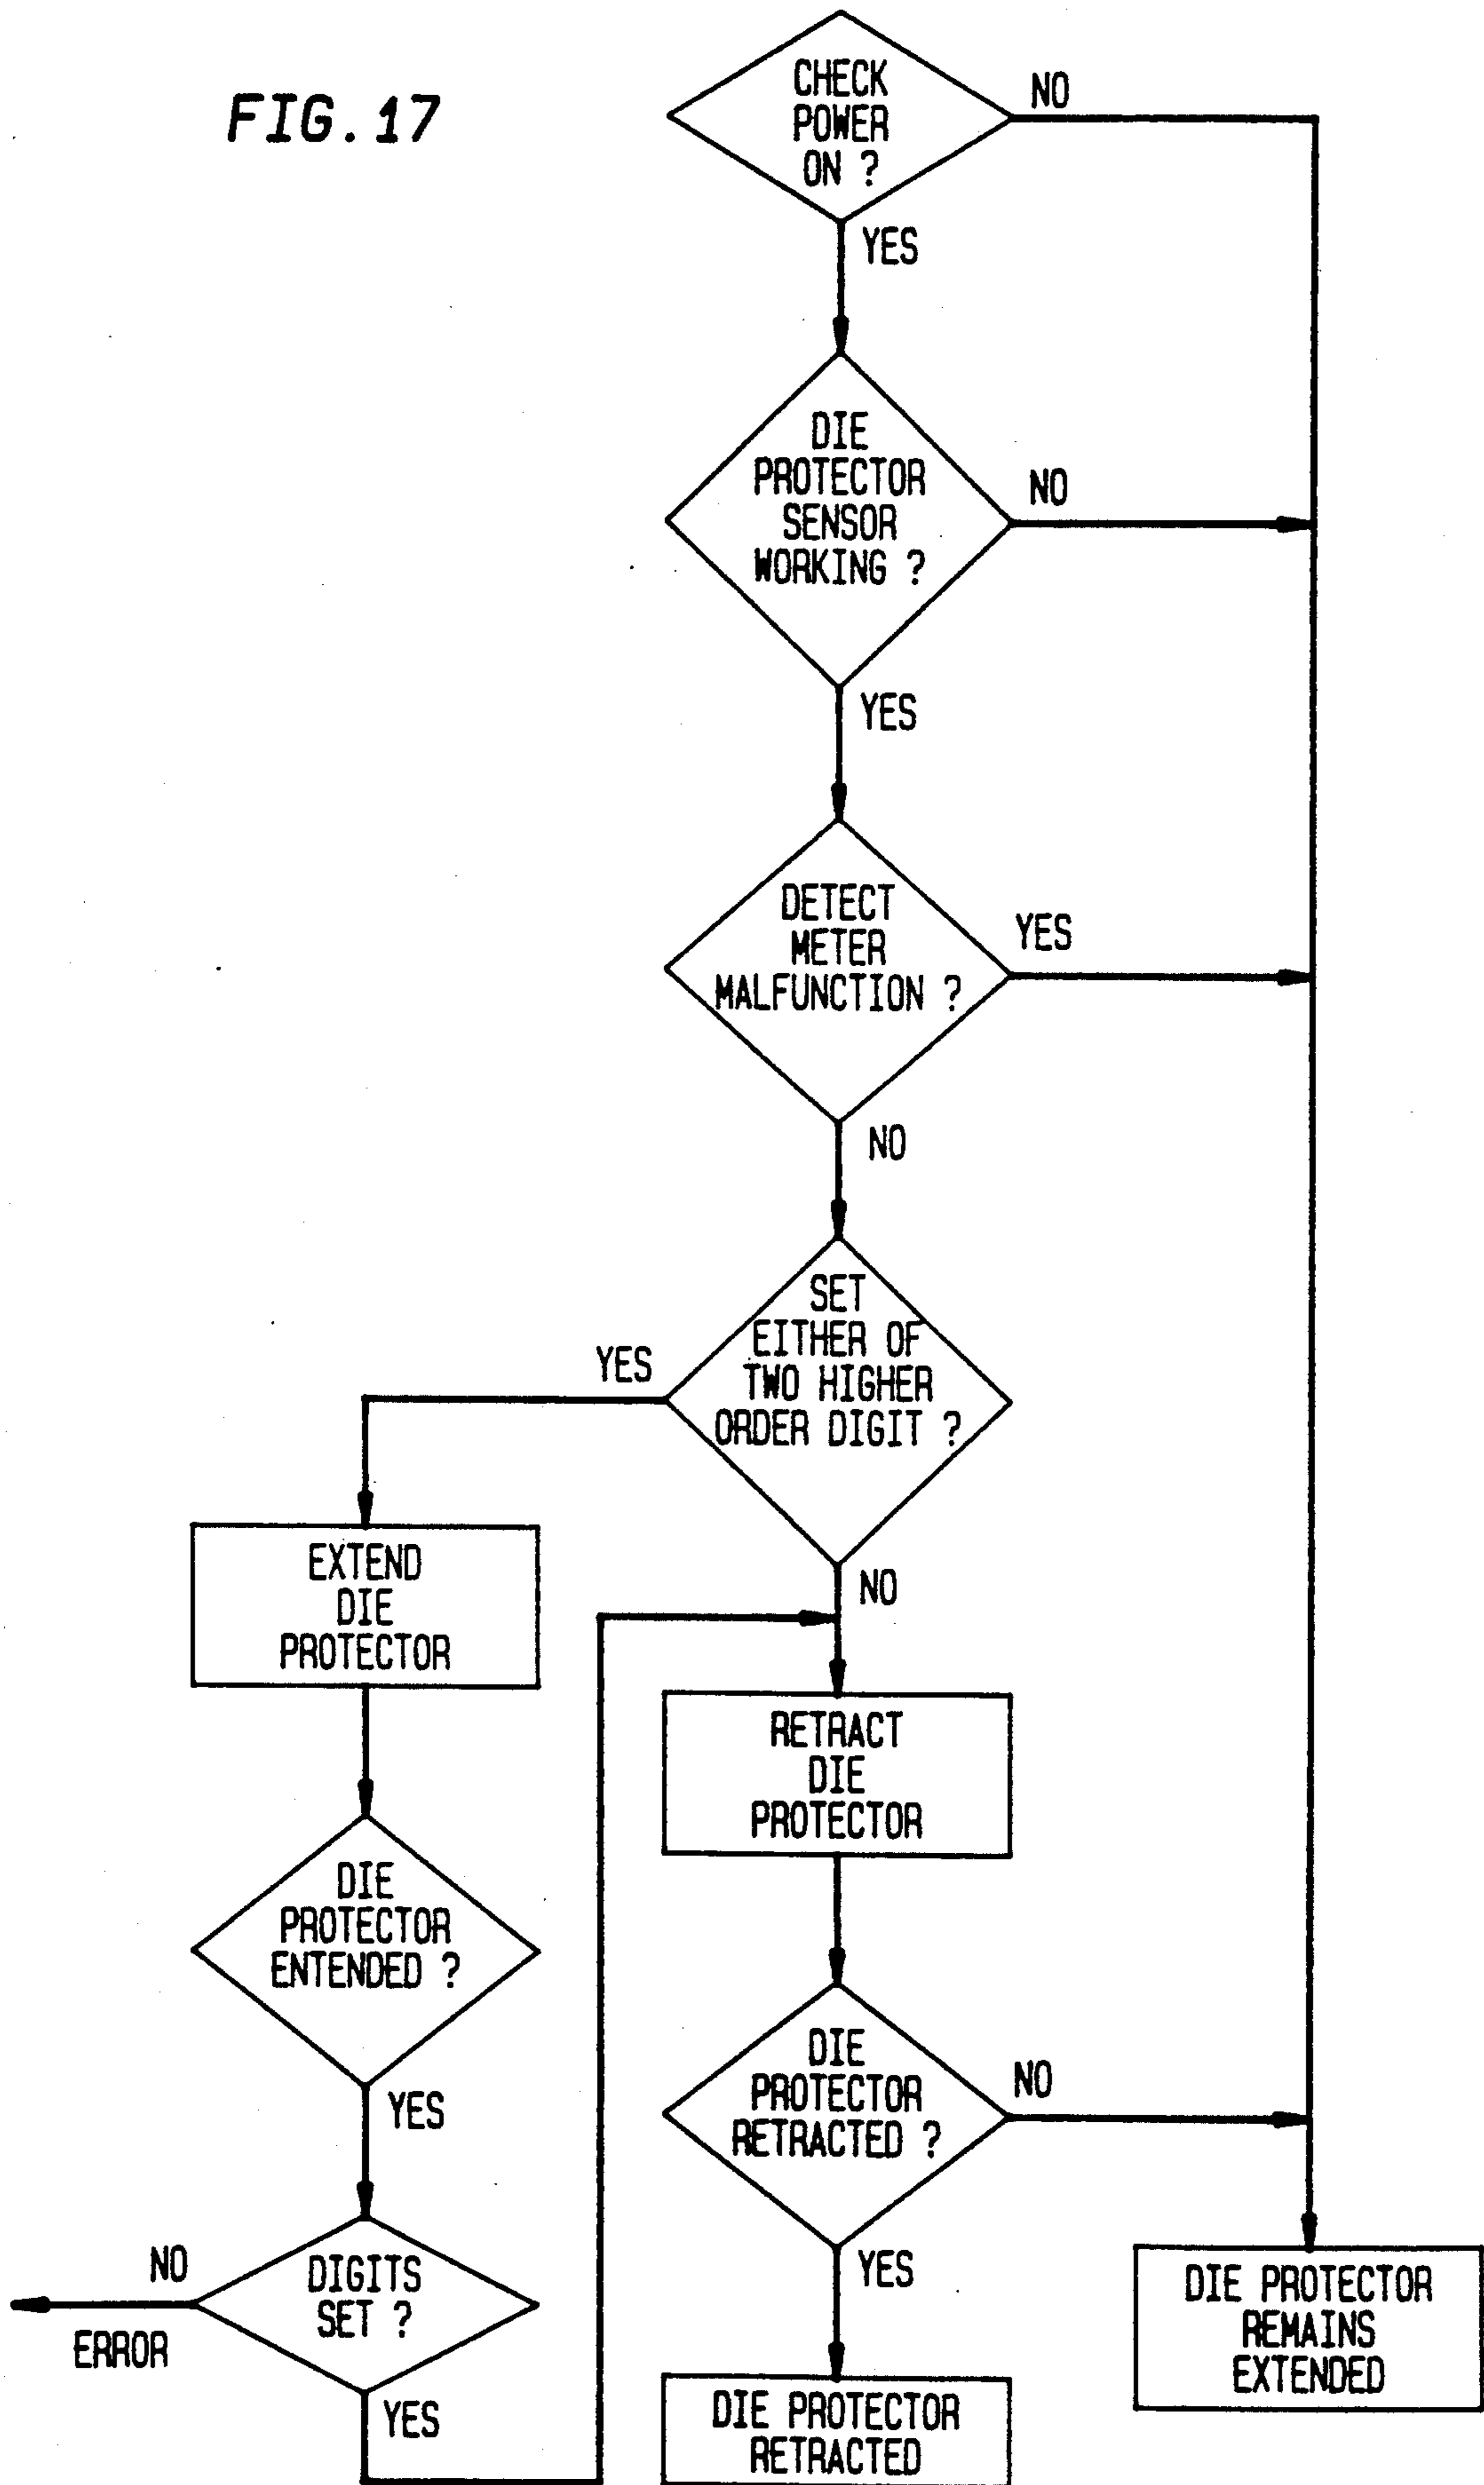 FIG. 17
CHECK
POWER
ON ?
NO
YES
DIE
PROTECTOR
SENSOR
WORKING ?
NO
YES
DETECT
METER
MALFUNCTION ?
YES
NO
SET
EITHER OF
TWO HIGHER
ORDER DIGIT ?
YES
NO
EXTEND
DIE
PROTECTOR
RETRACT
DIE
PROTECTOR
DIE
PROTECTOR
ENTENDED ?
YES
DIE
PROTECTOR
RETRACTED ?
NO
YES
DIGITS
SET ?
NO
ERROR
YES
DIE PROTECTOR
RETRACTED
DIE PROTECTOR
REMAINS
EXTENDED